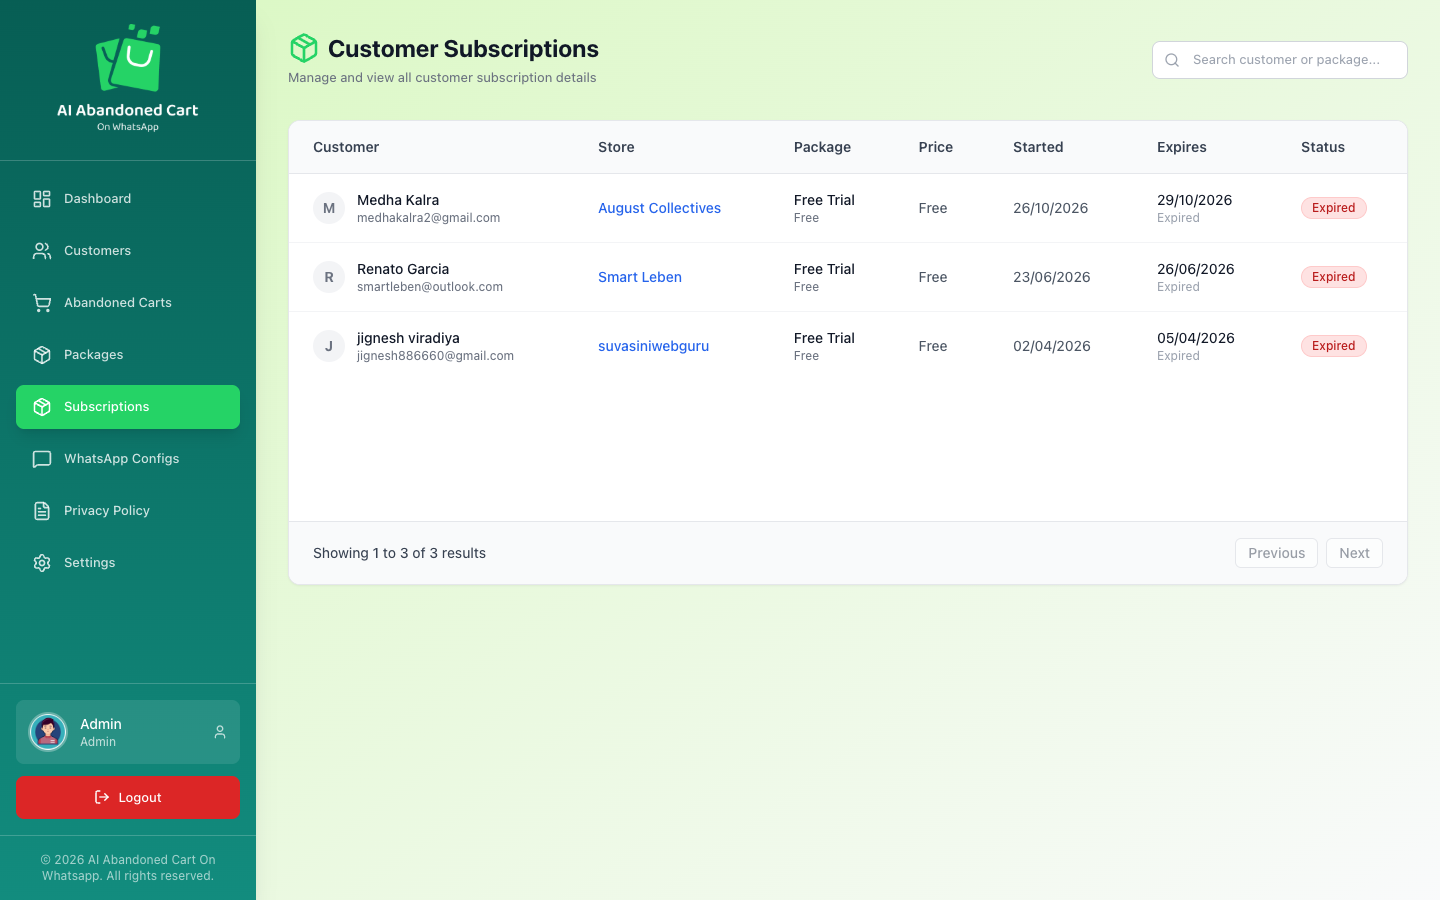 AI Abandoned Cart
On WhatsApp
Dashboard
Customers
Abandoned Carts
Packages
Subscriptions
WhatsApp Configs
Privacy Policy
Settings
Admin
Admin
Logout
© 2026 AI Abandoned Cart On
Whatsapp. All rights reserved.
Customer Subscriptions
Manage and view all customer subscription details
Search customer or package...
Customer Store Package Price Started Expires Status
M Medha Kalra August Collectives Free Trial Free 26/10/2026 29/10/2026 Expired
medhakalra2@gmail.com Free Expired
R Renato Garcia Smart Leben Free Trial Free 23/06/2026 26/06/2026 Expired
smartleben@outlook.com Free Expired
J jignesh viradiya suvasiniwebguru Free Trial Free 02/04/2026 05/04/2026 Expired
jignesh886660@gmail.com Free Expired
Showing 1 to 3 of 3 results
Previous Next